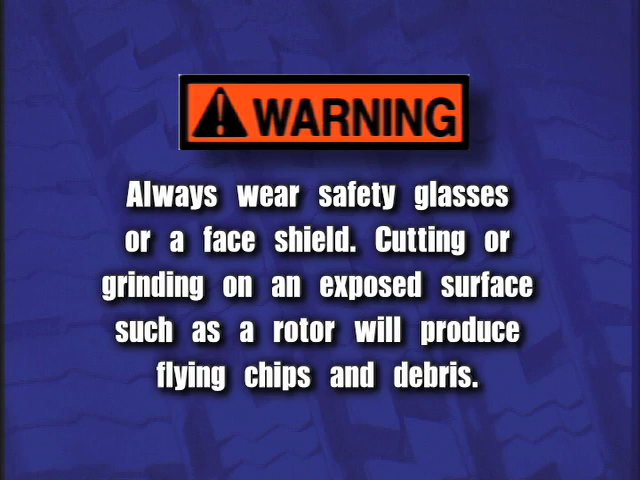 WARNING
Always wear safety glasses
or a face shield. Cutting or
grinding on an exposed surface
such as a rotor will produce
flying chips and debris.